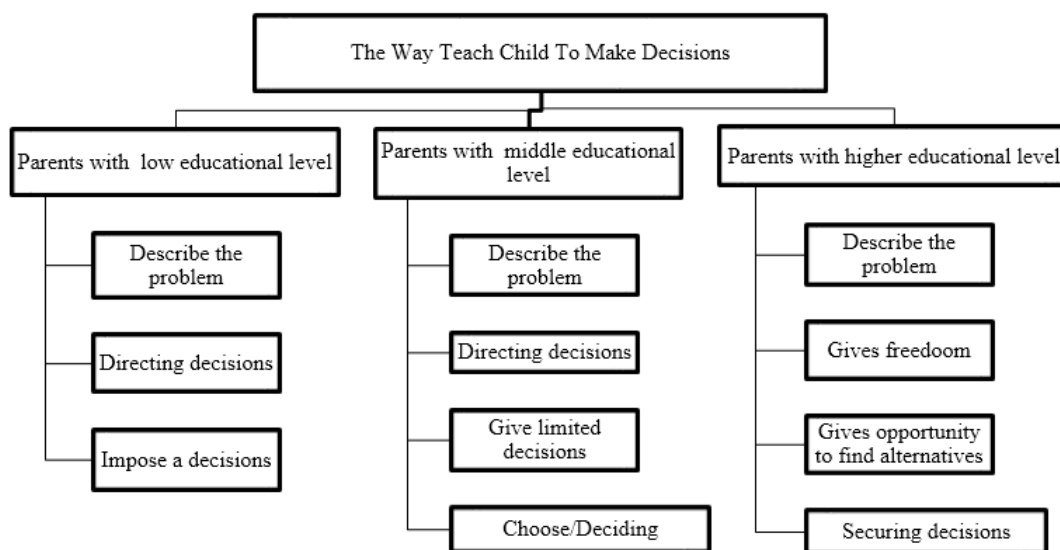 The Way Teach Child To Make Decisions
Parents with low educational level
Describe the
problem
Directing decisions
Impose a decisions
Parents with middle educational
level
Describe the
problem
Directing decisions
Give limited
decisions
Choose/Deciding
Parents with higher educational level
Describe the
problem
Gives freedoom
Gives opportunity
to find alternatives
Securing decisions